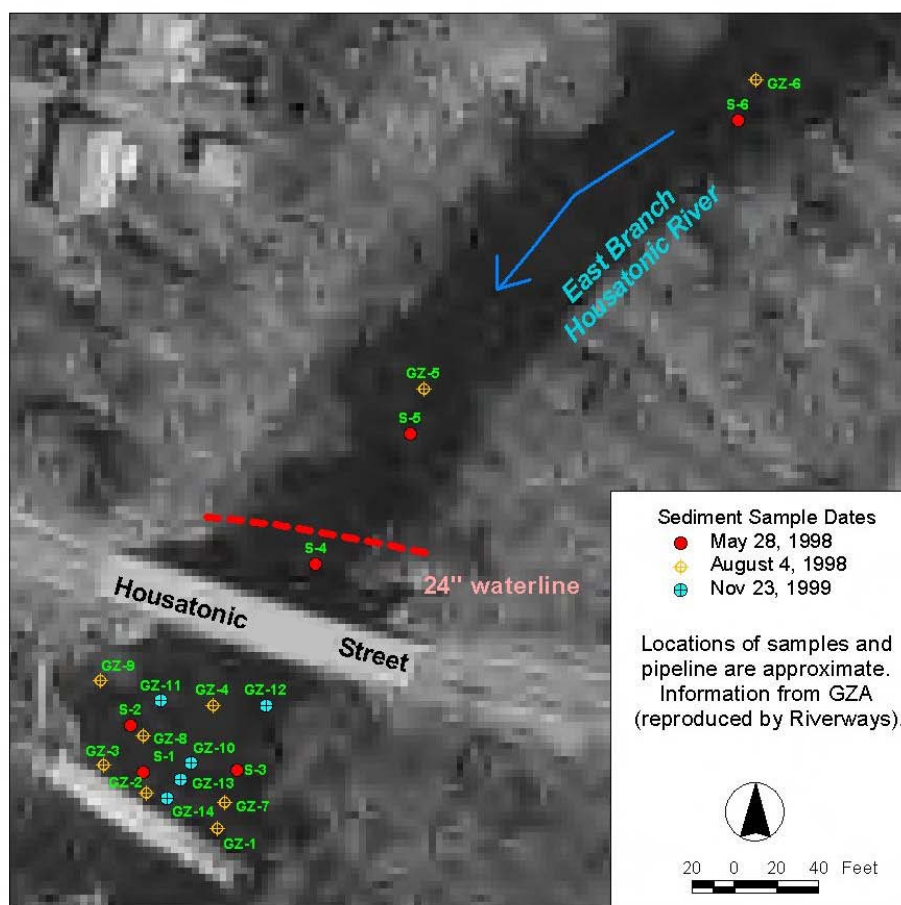 GZ-6
S-6
East Branch
Housatonic River
GZ-5
S-5
S-4
24" waterline
Housatonic Street
GZ-9
GZ-11
GZ-4
GZ-12
S-2
GZ-8
GZ-3
S-1
GZ-10
S-3
GZ-2
GZ-13
GZ-14
GZ-7
GZ-1
Sediment Sample Dates
May 28, 1998
August 4, 1998
Nov 23, 1999
Locations of samples and
pipeline are approximate.
Information from GZA
(reproduced by Riverways).
20 0 20 40 Feet